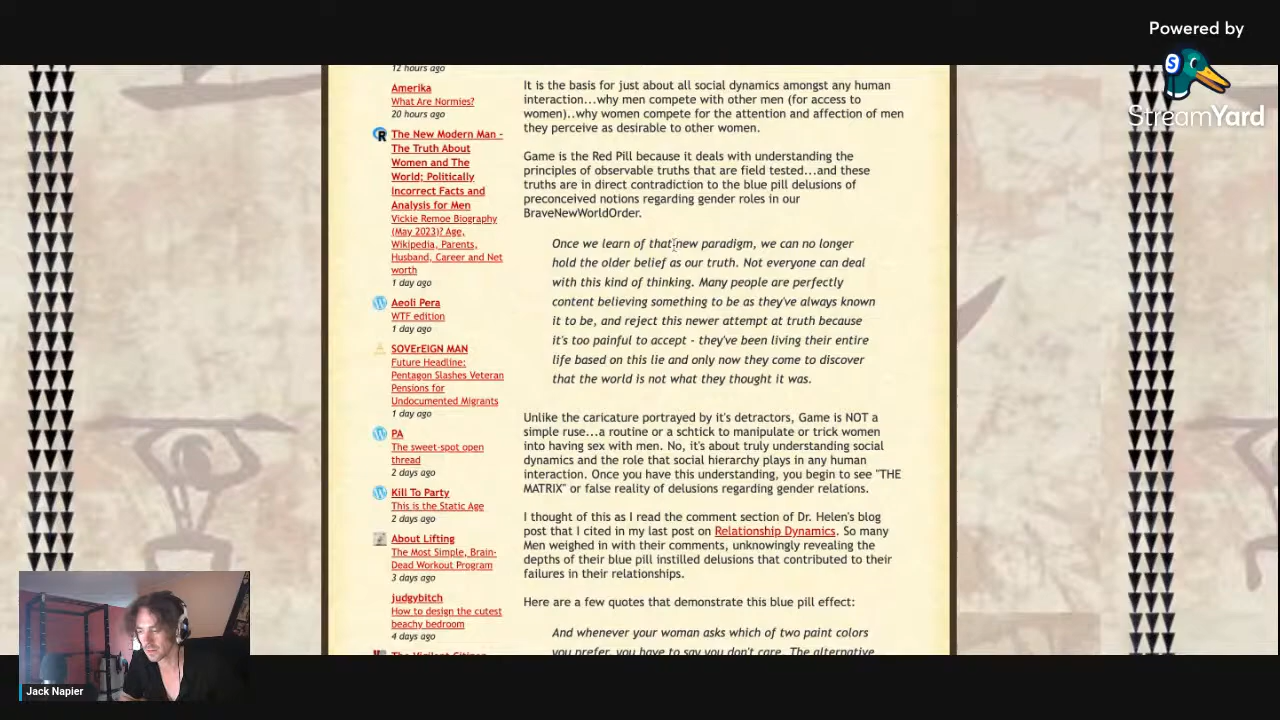 Powered by
StreamYard
12 hours ago
Amerika
What Are Normies?
20 hours ago
The New Modern Man -
The Truth About
Women and The
World; Politically
Incorrect Facts and
Analysis for Men
Vickie Remoe Biography
(May 2023)? Age,
Wikipedia, Parents,
Husband, Career and Net
worth
1 day ago
Aeoli Pera
WTF edition
1 day ago
SOVErEIGN MAN
Future Headline:
Pentagon Slashes Veteran
Pensions for
Undocumented Migrants
1 day ago
PA
The sweet-spot open
thread
2 days ago
Kill To Party
This is the Static Age
2 days ago
About Lifting
The Most Simple, Brain-
Dead Workout Program
3 days ago
judgybitch
How to design the cutest
beachy bedroom
4 days ago
The Vigilant Citizen
It is the basis for just about all social dynamics amongst any human
interaction...why men compete with other men (for access to
women)..why women compete for the attention and affection of men
they perceive as desirable to other women.
Game is the Red Pill because it deals with understanding the
principles of observable truths that are field tested...and these
truths are in direct contradiction to the blue pill delusions of
preconceived notions regarding gender roles in our
BraveNewWorldOrder.
Once we learn of that new paradigm, we can no longer
hold the older belief as our truth. Not everyone can deal
with this kind of thinking. Many people are perfectly
content believing something to be as they've always known
it to be, and reject this newer attempt at truth because
it's too painful to accept - they've been living their entire
life based on this lie and only now they come to discover
that the world is not what they thought it was.
Unlike the caricature portrayed by it's detractors, Game is NOT a
simple ruse...a routine or a schtick to manipulate or trick women
into having sex with men. No, it's about truly understanding social
dynamics and the role that social hierarchy plays in any human
interaction. Once you have this understanding, you begin to see "THE
MATRIX" or false reality of delusions regarding gender relations.
I thought of this as I read the comment section of Dr. Helen's blog
post that I cited in my last post on Relationship Dynamics. So many
Men weighed in with their comments, unknowingly revealing the
depths of their blue pill instilled delusions that contributed to their
failures in their relationships.
Here are a few quotes that demonstrate this blue pill effect:
And whenever your woman asks which of two paint colors
you prefer, you have to say you don't care. The alternative
Jack Napier